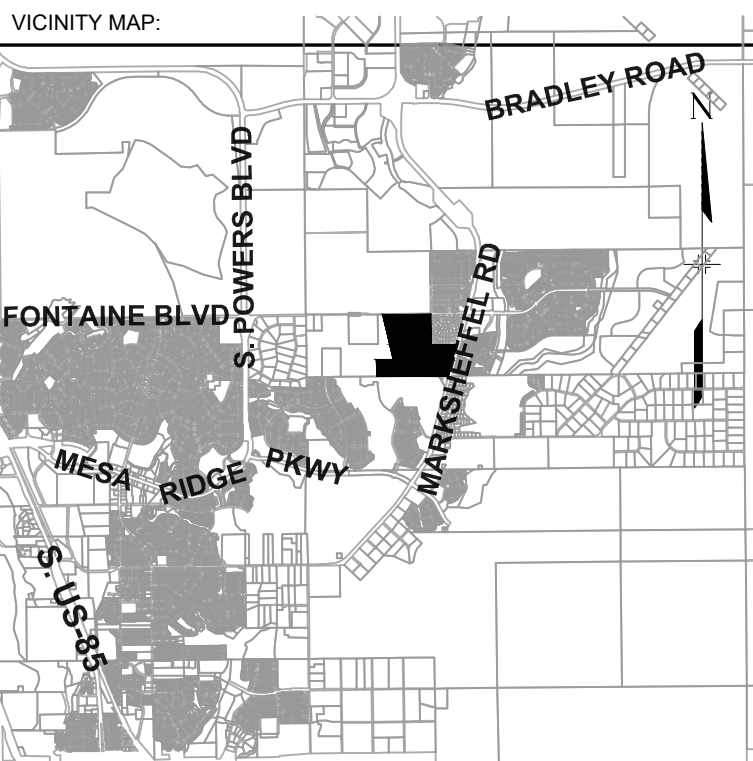 VICINITY MAP:
BRADLEY ROAD
N
S. POWERS BLVD
MARKSHEFFEL RD
FONTAINE BLVD
MESA RIDGE PKWY
S. US-85